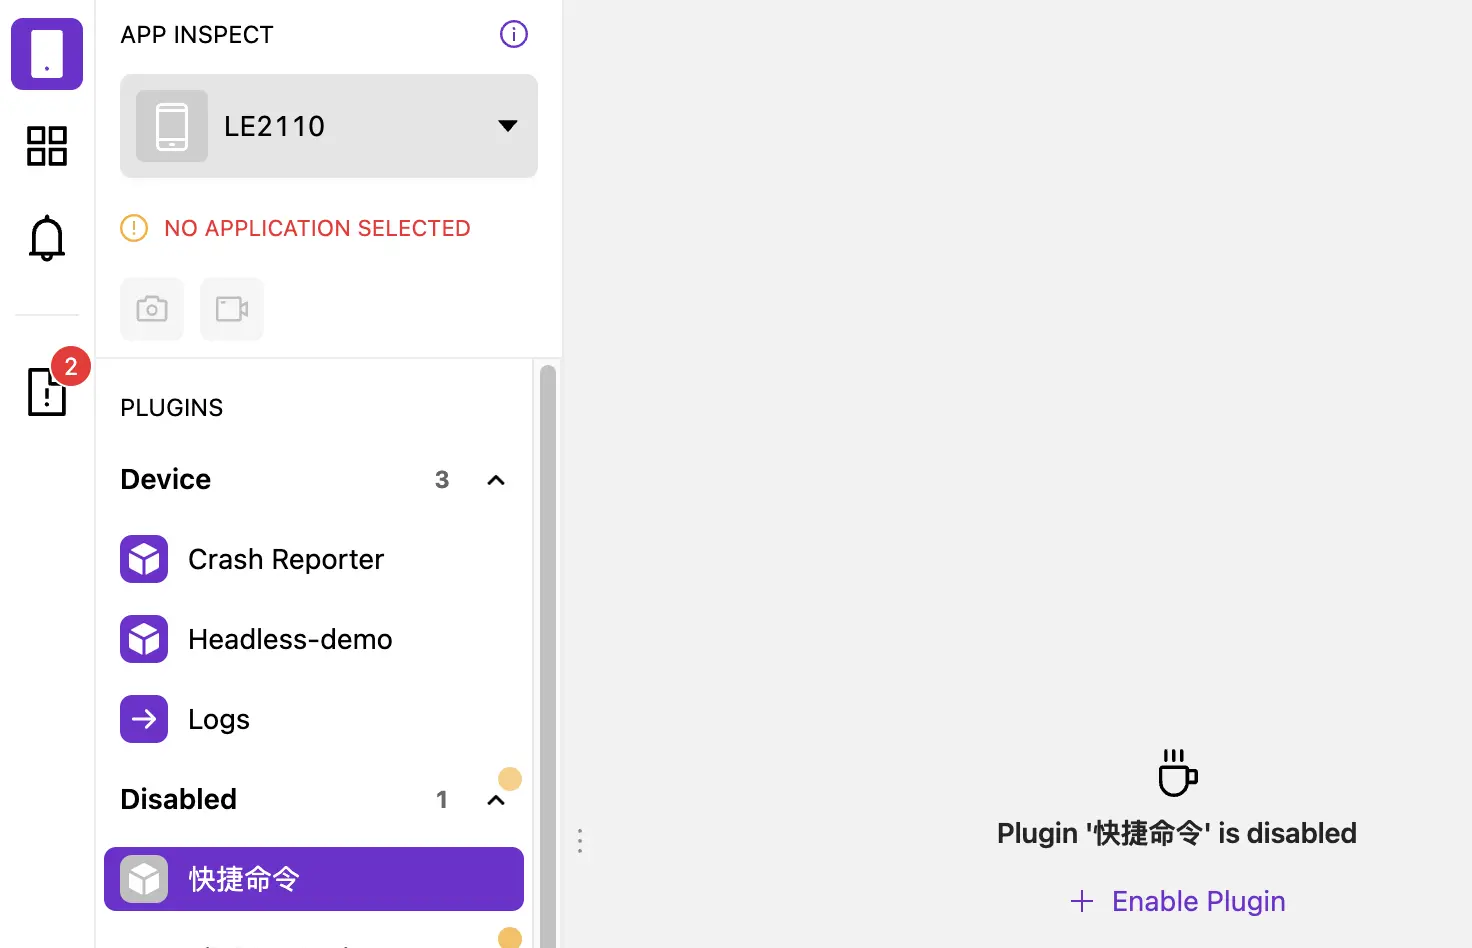 APP INSPECT
LE2110
NO APPLICATION SELECTED
2
PLUGINS
Device 3
Crash Reporter
Headless-demo
Logs
Disabled 1
快捷命令
Plugin '快捷命令' is disabled
Enable Plugin